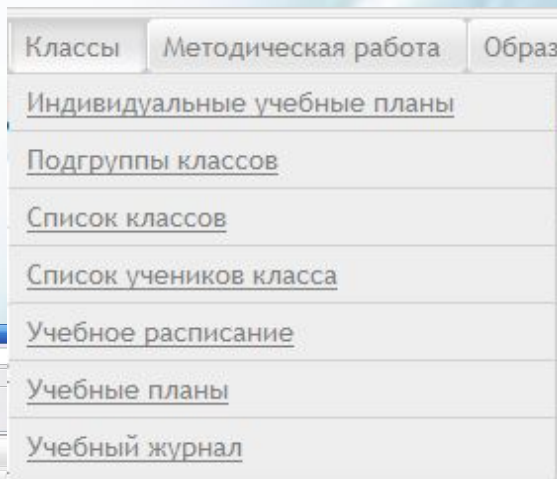 Классы Методическая работа Образ
Индивидуальные учебные планы
Подгруппы классов
Список классов
Список учеников класса
Учебное расписание
Учебные планы
Учебный журнал